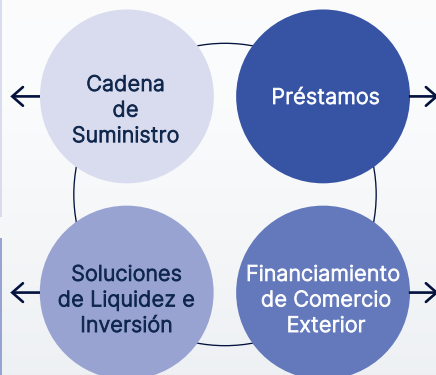 Cadena
de
Suministro
Préstamos
Soluciones
de Liquidez e
Inversión
Financiamiento
de Comercio
Exterior